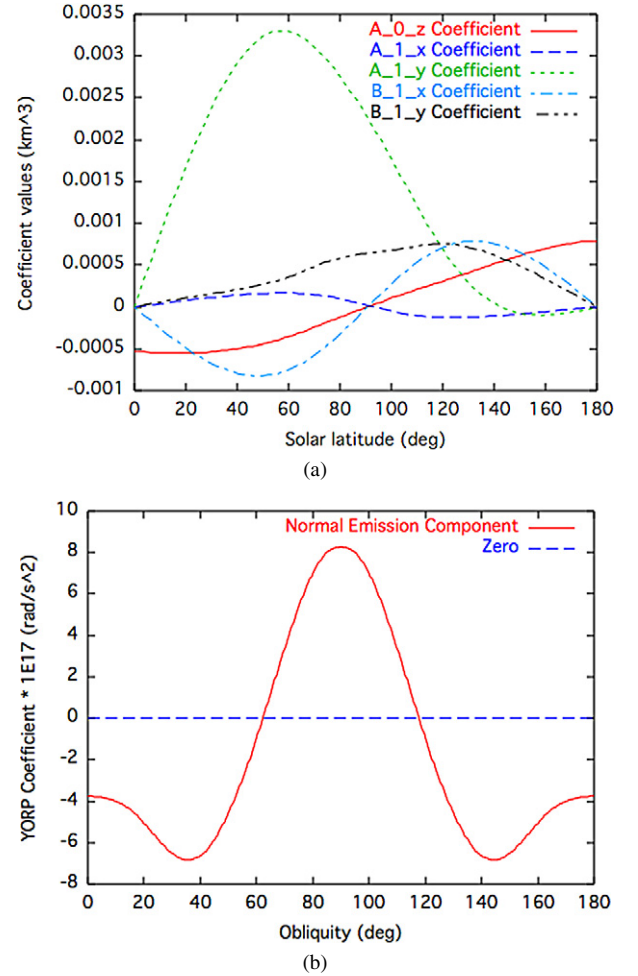 0.0035
0.003
0.0025
0.002
0.0015
0.001
0.0005
0
-0.0005
-0.001
Coefficient values (km^3)
A_0_z Coefficient
A_1_x Coefficient
A_1_y Coefficient
B_1_x Coefficient
B_1_y Coefficient
0 20 40 60 80 100 120 140 160 180
Solar latitude (deg)
(a)
10
8
6
4
2
0
-2
-4
-6
-8
YORP Coefficient * 1E17 (rad/s^2)
Normal Emission Component
Zero
0 20 40 60 80 100 120 140 160 180
Obliquity (deg)
(b)